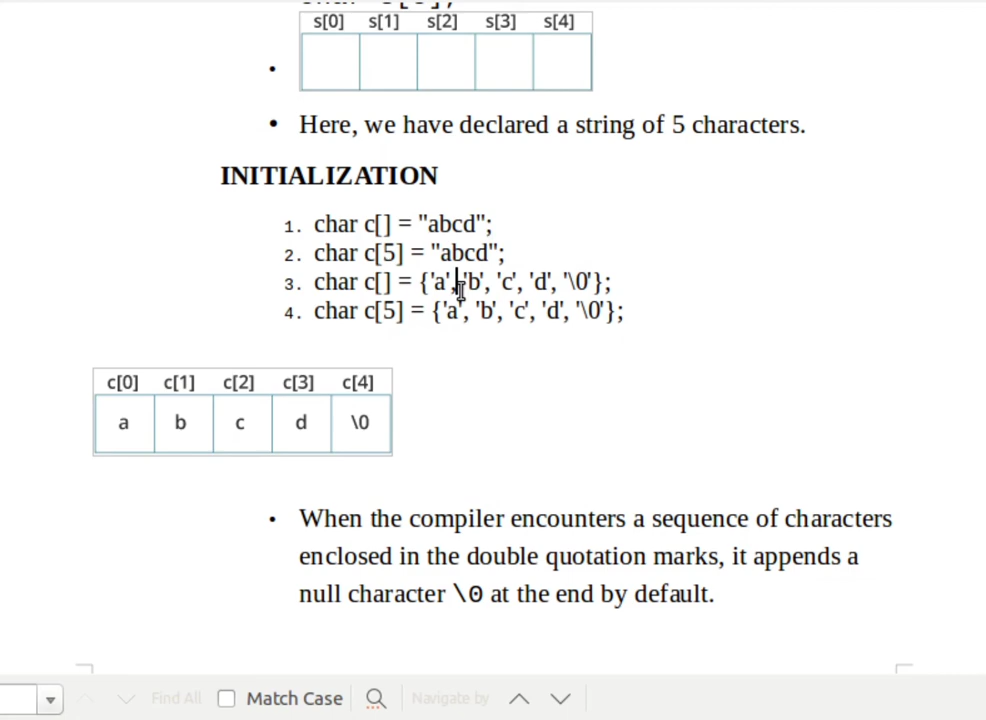 s[0] s[1] s[2] s[3] s[4]
• Here, we have declared a string of 5 characters.
INITIALIZATION
1. char c[] = "abcd";
2. char c[5] = "abcd";
3. char c[] = {'a', 'b', 'c', 'd', '\0'};
4. char c[5] = {'a', 'b', 'c', 'd', '\0'};
c[0] c[1] c[2] c[3] c[4]
a b c d \0
• When the compiler encounters a sequence of characters
enclosed in the double quotation marks, it appends a
null character \0 at the end by default.
Find All Match Case Navigate by